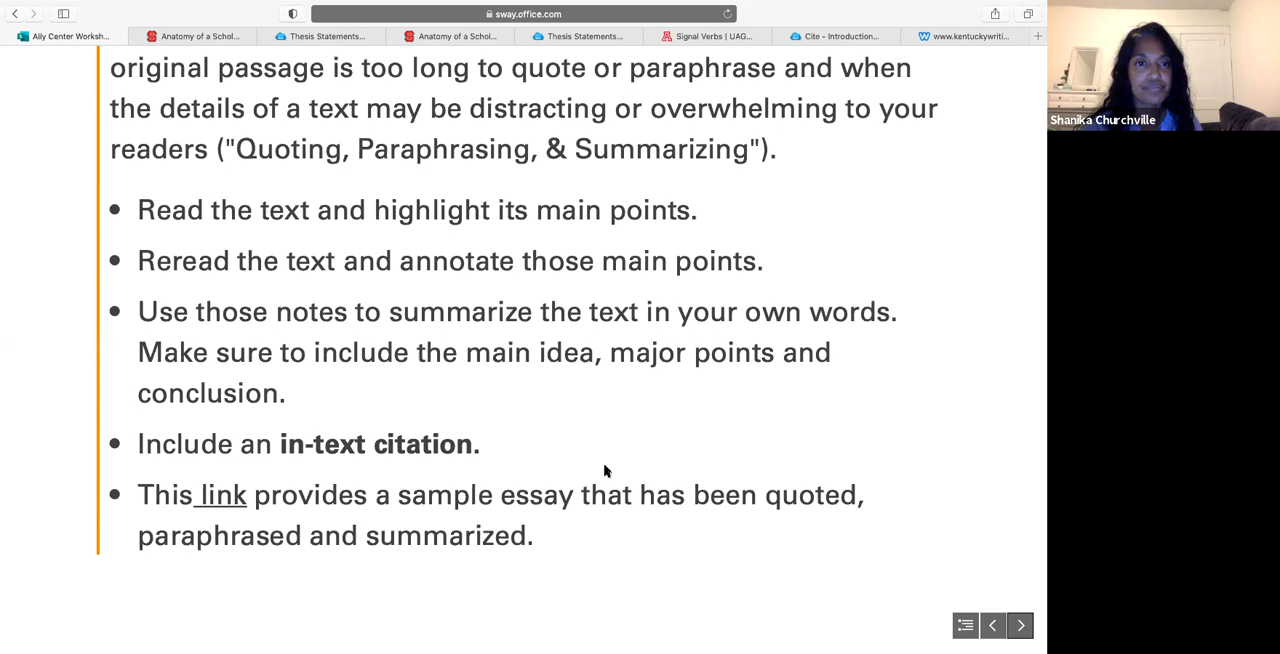 sway.office.com
Ally Center Worksh...
Anatomy of a Schol...
Thesis Statements...
Anatomy of a Schol...
Thesis Statements...
Signal Verbs | UAG...
Cite - Introduction...
www.kentuckywriti...
original passage is too long to quote or paraphrase and when
the details of a text may be distracting or overwhelming to your
readers ("Quoting, Paraphrasing, & Summarizing").
• Read the text and highlight its main points.
• Reread the text and annotate those main points.
• Use those notes to summarize the text in your own words.
Make sure to include the main idea, major points and
conclusion.
• Include an in-text citation.
• This link provides a sample essay that has been quoted,
paraphrased and summarized.
Shanika Churchville